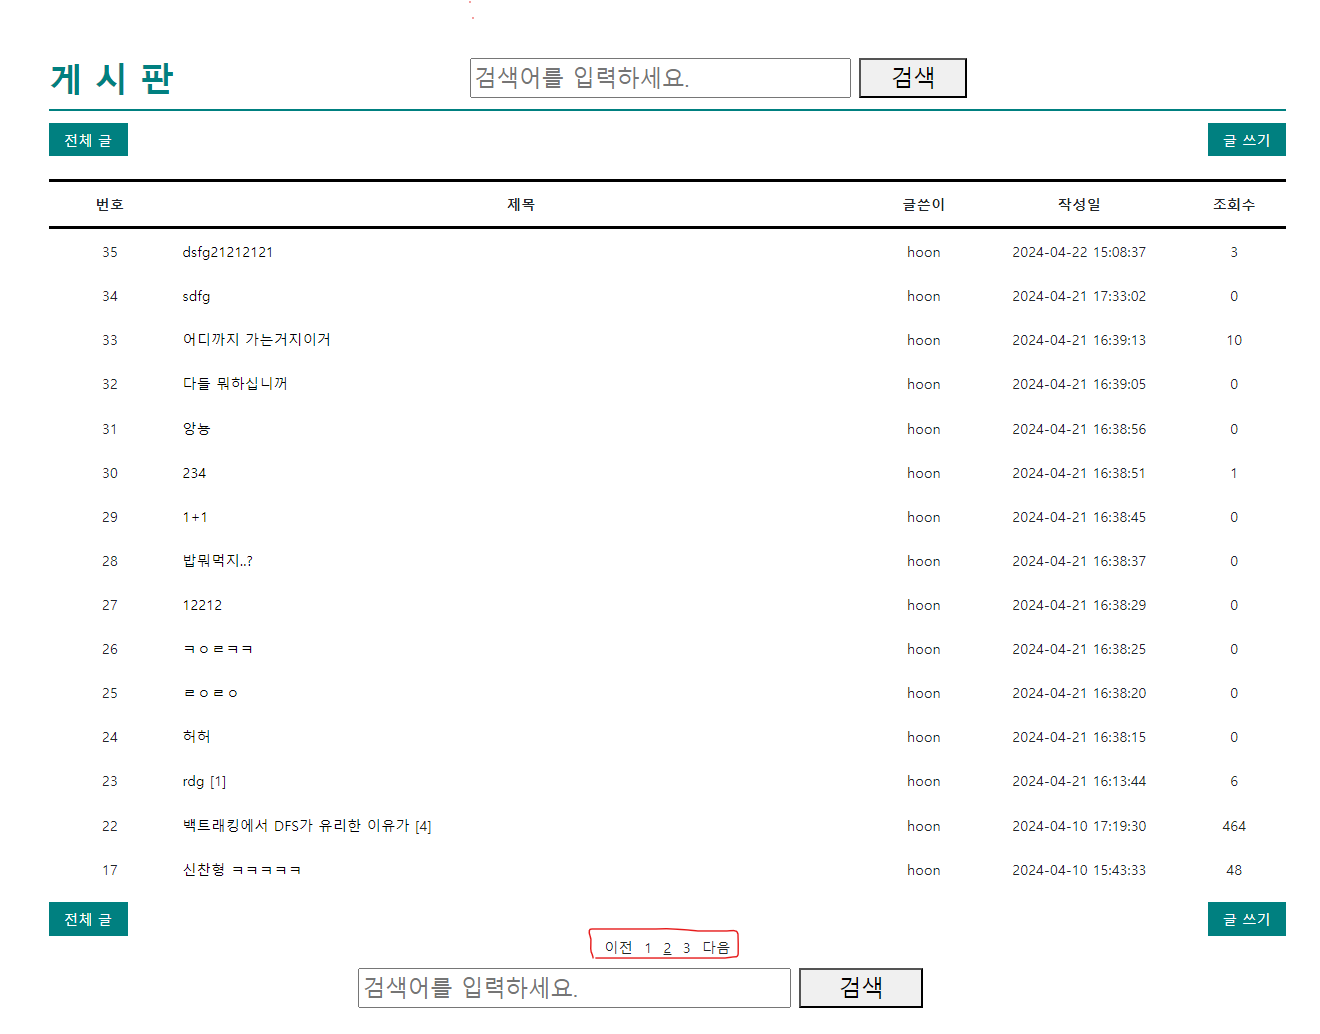 게 시 판 검색어를 입력하세요. 검색
전체 글 글 쓰기
번호 제목 글쓴이 작성일 조회수
35 dsfg21212121 hoon 2024-04-22 15:08:37 3
34 sdfg hoon 2024-04-21 17:33:02 0
33 어디까지 가는거지이거 hoon 2024-04-21 16:39:13 10
32 다들 뭐하십니꺼 hoon 2024-04-21 16:39:05 0
31 앙뇽 hoon 2024-04-21 16:38:56 0
30 234 hoon 2024-04-21 16:38:51 1
29 1+1 hoon 2024-04-21 16:38:45 0
28 밥뭐먹지..? hoon 2024-04-21 16:38:37 0
27 12212 hoon 2024-04-21 16:38:29 0
26 ㅋㅇㄹㅋㅋ hoon 2024-04-21 16:38:25 0
25 ㄹㅇㄹㅇ hoon 2024-04-21 16:38:20 0
24 허허 hoon 2024-04-21 16:38:15 0
23 rdg [1] hoon 2024-04-21 16:13:44 6
22 백트래킹에서 DFS가 유리한 이유가 [4] hoon 2024-04-10 17:19:30 464
17 신찬형 ㅋㅋㅋㅋㅋ hoon 2024-04-10 15:43:33 48
전체 글 글 쓰기
이전 1 2 3 다음
검색어를 입력하세요. 검색